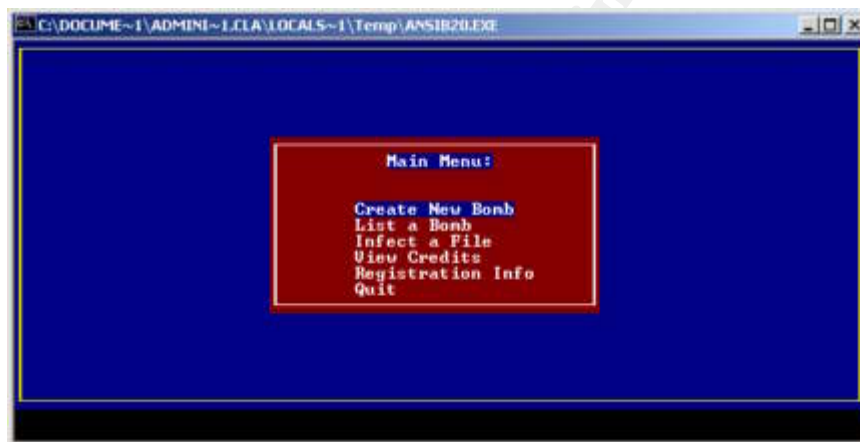 C:\DOCUME~1\ADMINI~1.CLA\LOCALS~1\Temp\ANSIB20.EXE
Main Menu:
Create New Bomb
List a Bomb
Infect a File
View Credits
Registration Info
Quit